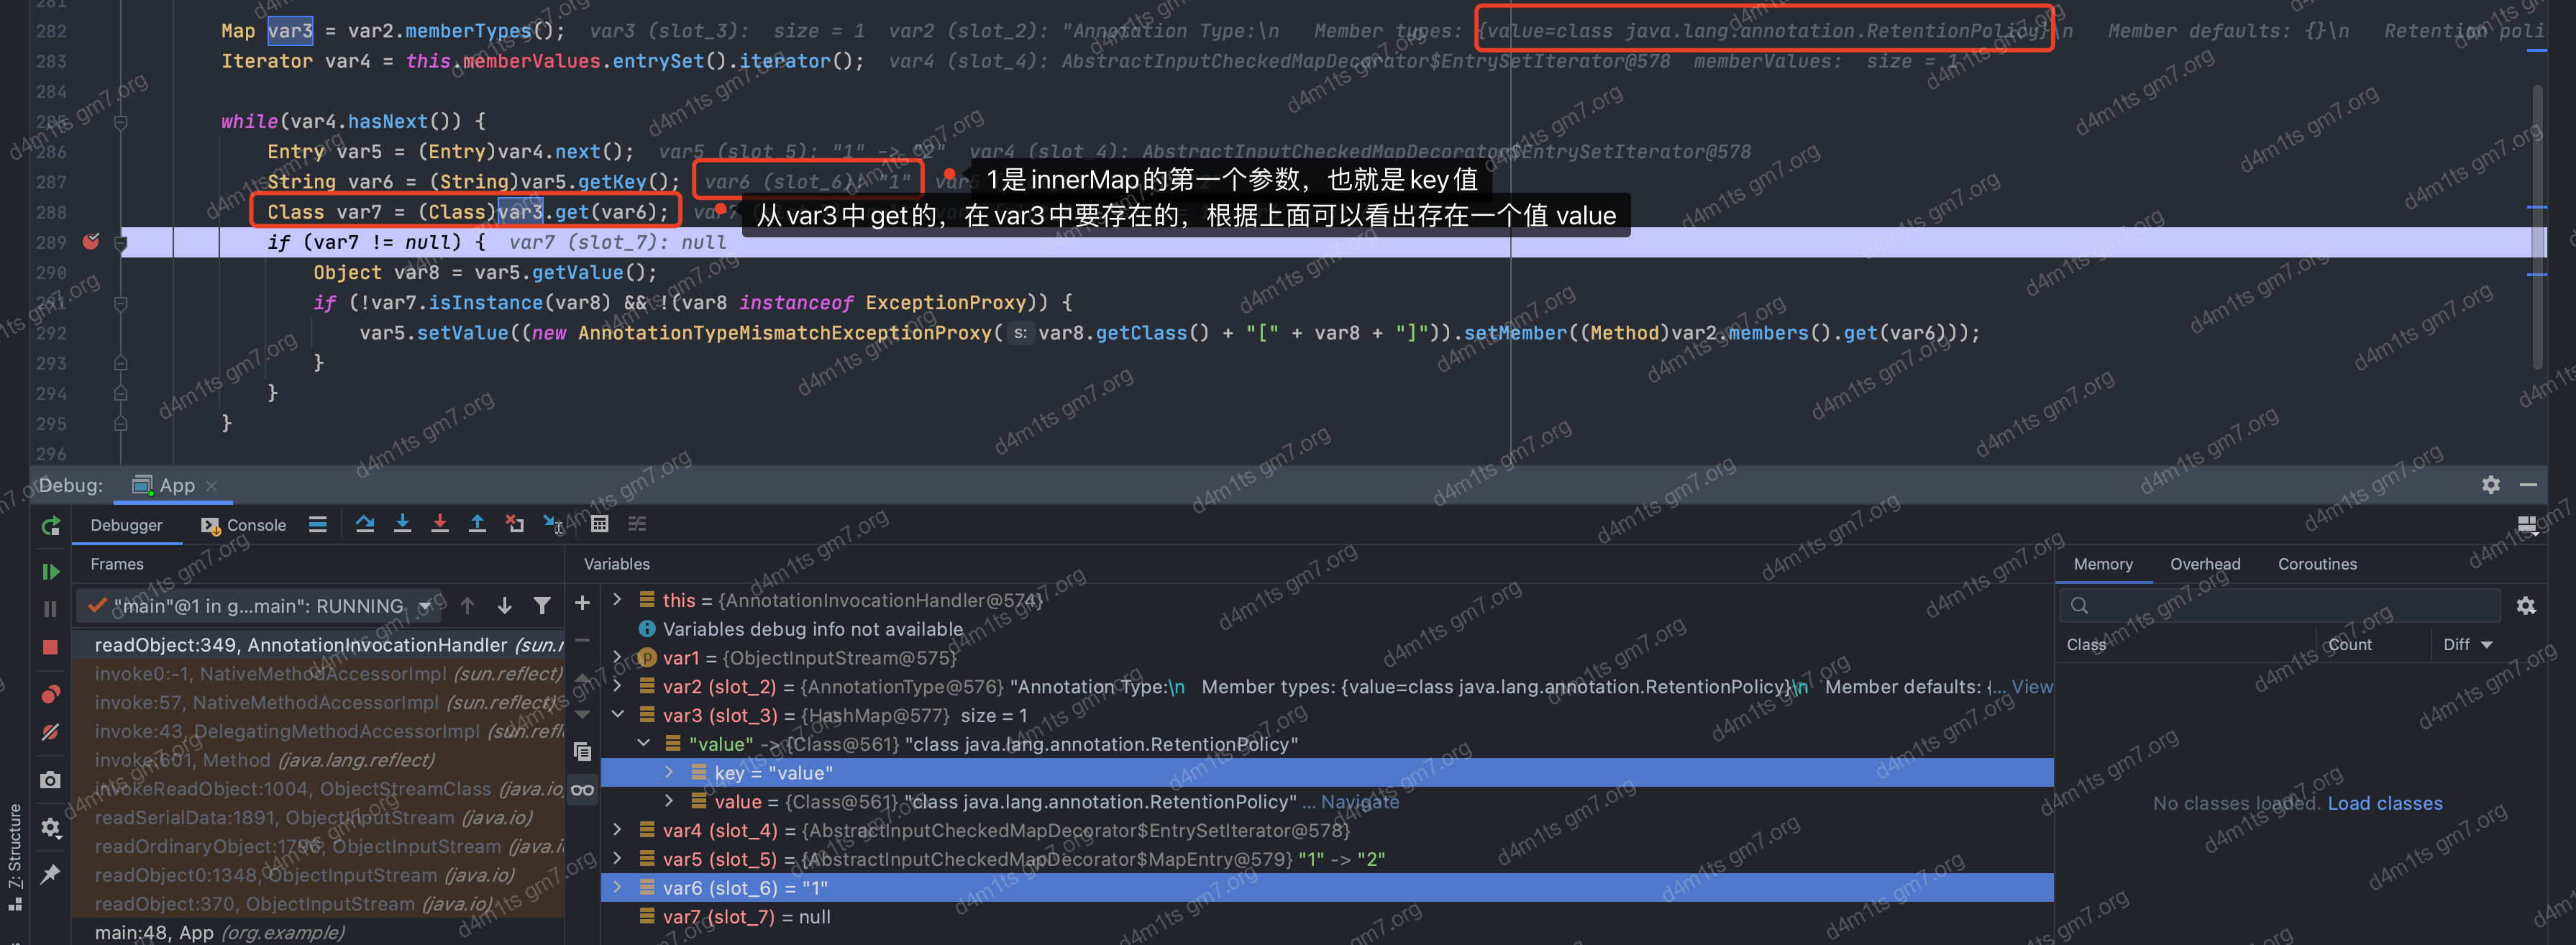 281
282 Map var3 = var2.memberTypes(); var3 (slot_3): size = 1 var2 (slot_2): "Annotation Type:\n Member types: {value=class java.lang.annotation.RetentionPolicy}\n Member defaults: {}\n Retention poli
283 Iterator var4 = this.memberValues.entrySet().iterator(); var4 (slot_4): AbstractInputCheckedMapDecorator$EntrySetIterator@578 memberValues: size = 1
284
285 while(var4.hasNext()) {
286 Entry var5 = (Entry)var4.next(); var5 (slot_5): "1" -> "2" var4 (slot_4): AbstractInputCheckedMapDecorator$EntrySetIterator@578
287 String var6 = (String)var5.getKey(); var6 (slot_6): "1" 1是innerMap的第一个参数，也就是key值
288 Class var7 = (Class)var3.get(var6); 从var3中get的，在var3中要存在的，根据上面可以看出存在一个值 value
289 if (var7 != null) { var7 (slot_7): null
290 Object var8 = var5.getValue();
291 if (!var7.isInstance(var8) && !(var8 instanceof ExceptionProxy)) {
292 var5.setValue((new AnnotationTypeMismatchExceptionProxy( s: var8.getClass() + "[" + var8 + "]")).setMember((Method)var2.members().get(var6)));
293 }
294 }
295 }
296
Debug: App
Debugger Console
Frames
Variables
Memory Overhead Coroutines
"main"@1 in g...main": RUNNING
readObject:349, AnnotationInvocationHandler (sun.r
invoke0:-1, NativeMethodAccessorImpl (sun.reflect)
invoke:57, NativeMethodAccessorImpl (sun.reflect)
invoke:43, DelegatingMethodAccessorImpl (sun.refl
invoke:601, Method (java.lang.reflect)
invokeReadObject:1004, ObjectStreamClass (java.io
readSerialData:1891, ObjectInputStream (java.io)
readOrdinaryObject:1796, ObjectInputStream (java.i
readObject0:1348, ObjectInputStream (java.io)
readObject:370, ObjectInputStream (java.io)
main:48, App (org.example)
this = {AnnotationInvocationHandler@574}
Variables debug info not available
var1 = {ObjectInputStream@575}
var2 (slot_2) = {AnnotationType@576} "Annotation Type:\n Member types: {value=class java.lang.annotation.RetentionPolicy}\n Member defaults: {... View
var3 (slot_3) = {HashMap@577} size = 1
"value" -> {Class@561} "class java.lang.annotation.RetentionPolicy"
key = "value"
value = {Class@561} "class java.lang.annotation.RetentionPolicy" ... Navigate
var4 (slot_4) = {AbstractInputCheckedMapDecorator$EntrySetIterator@578}
var5 (slot_5) = {AbstractInputCheckedMapDecorator$MapEntry@579} "1" -> "2"
var6 (slot_6) = "1"
var7 (slot_7) = null
Class Count Diff
No classes loaded. Load classes
Z: Structure
d4m1ts gm7.org